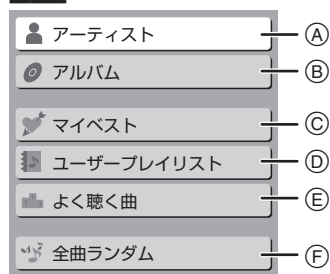 アーティスト Ⓐ
アルバム Ⓑ
マイベスト Ⓒ
ユーザープレイリスト Ⓓ
よく聴く曲 Ⓔ
全曲ランダム Ⓕ